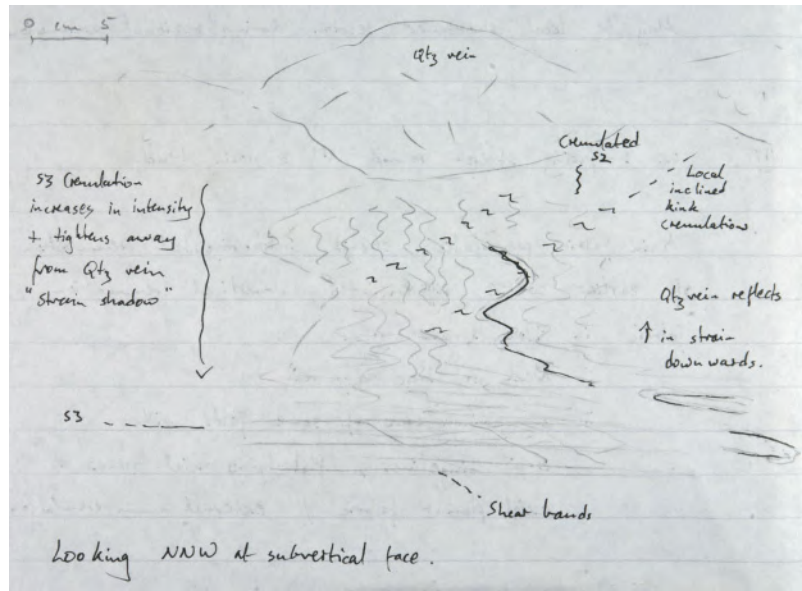 0 cm 5
Qtz vein
Crenulated
S2
Local
inclined
kink
crenulation.
S3 Crenulation
increases in intensity
+ tightens away
from Qtz vein
"Strain shadow"
Qtz vein reflects
↑ in strain
downwards.
S3
Shear bands
Looking NNW at subvertical face.